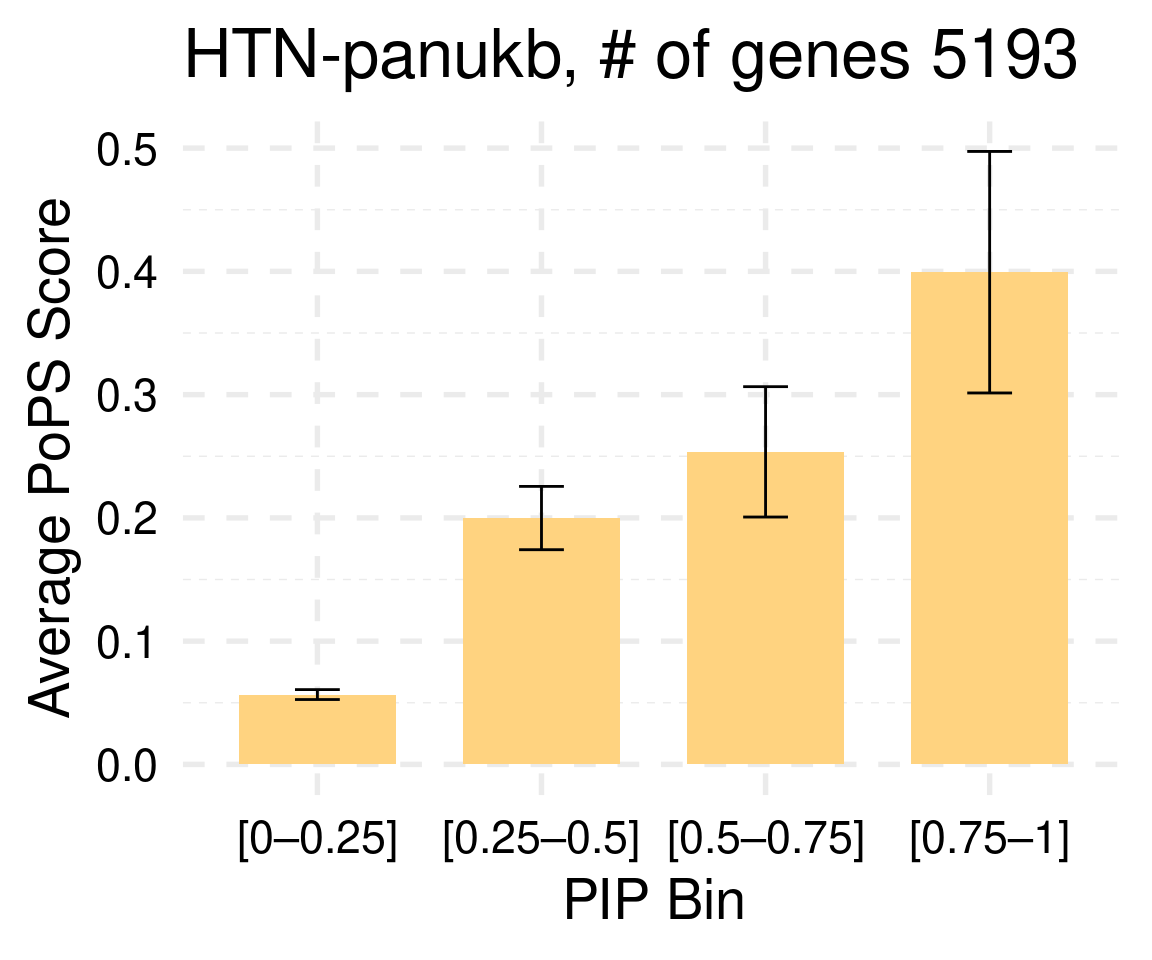 HTN-panukb, # of genes 5193
Average PoPS Score
0.5
0.4
0.3
0.2
0.1
0.0
[0–0.25] [0.25–0.5] [0.5–0.75] [0.75–1]
PIP Bin